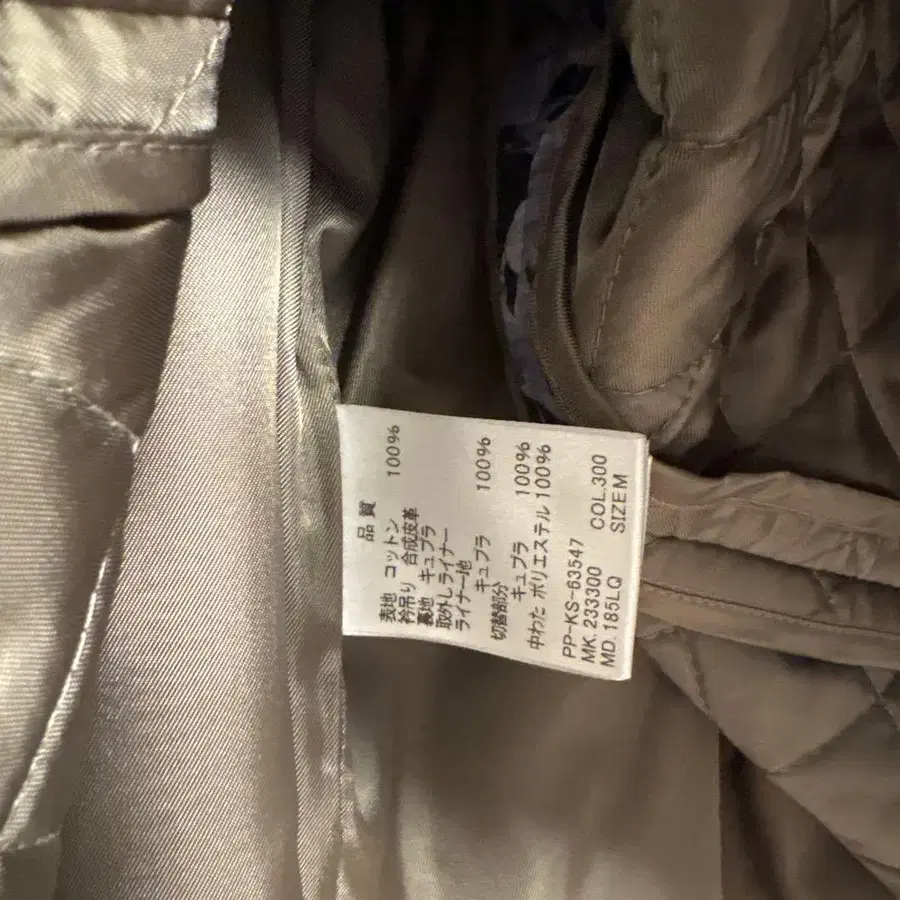 品 質
表地 コットン 100%
衿吊り 合成皮革
裏地 キュプラ
取外しライナー
ライナー地
キュプラ 100%
切替部分
キュプラ 100%
中わた ポリエステル 100%
PP-KS-63547 COL.300
MK.233300 SIZEM
MD.185LQ